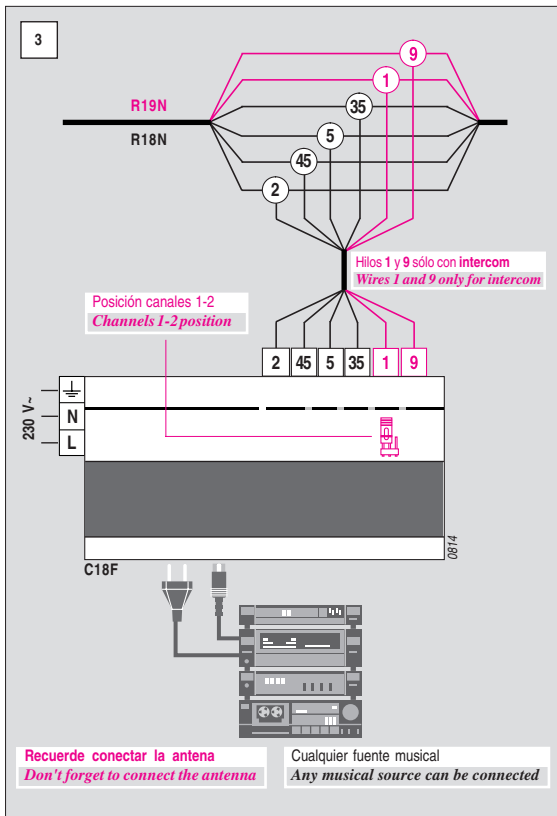 3
9
1
R19N
35
R18N
5
45
2
Hilos 1 y 9 sólo con intercom
Wires 1 and 9 only for intercom
Posición canales 1-2
Channels 1-2 position
2 45 5 35 1 9
230 V~
N
L
0814
C18F
Recuerde conectar la antena
Don't forget to connect the antenna
Cualquier fuente musical
Any musical source can be connected